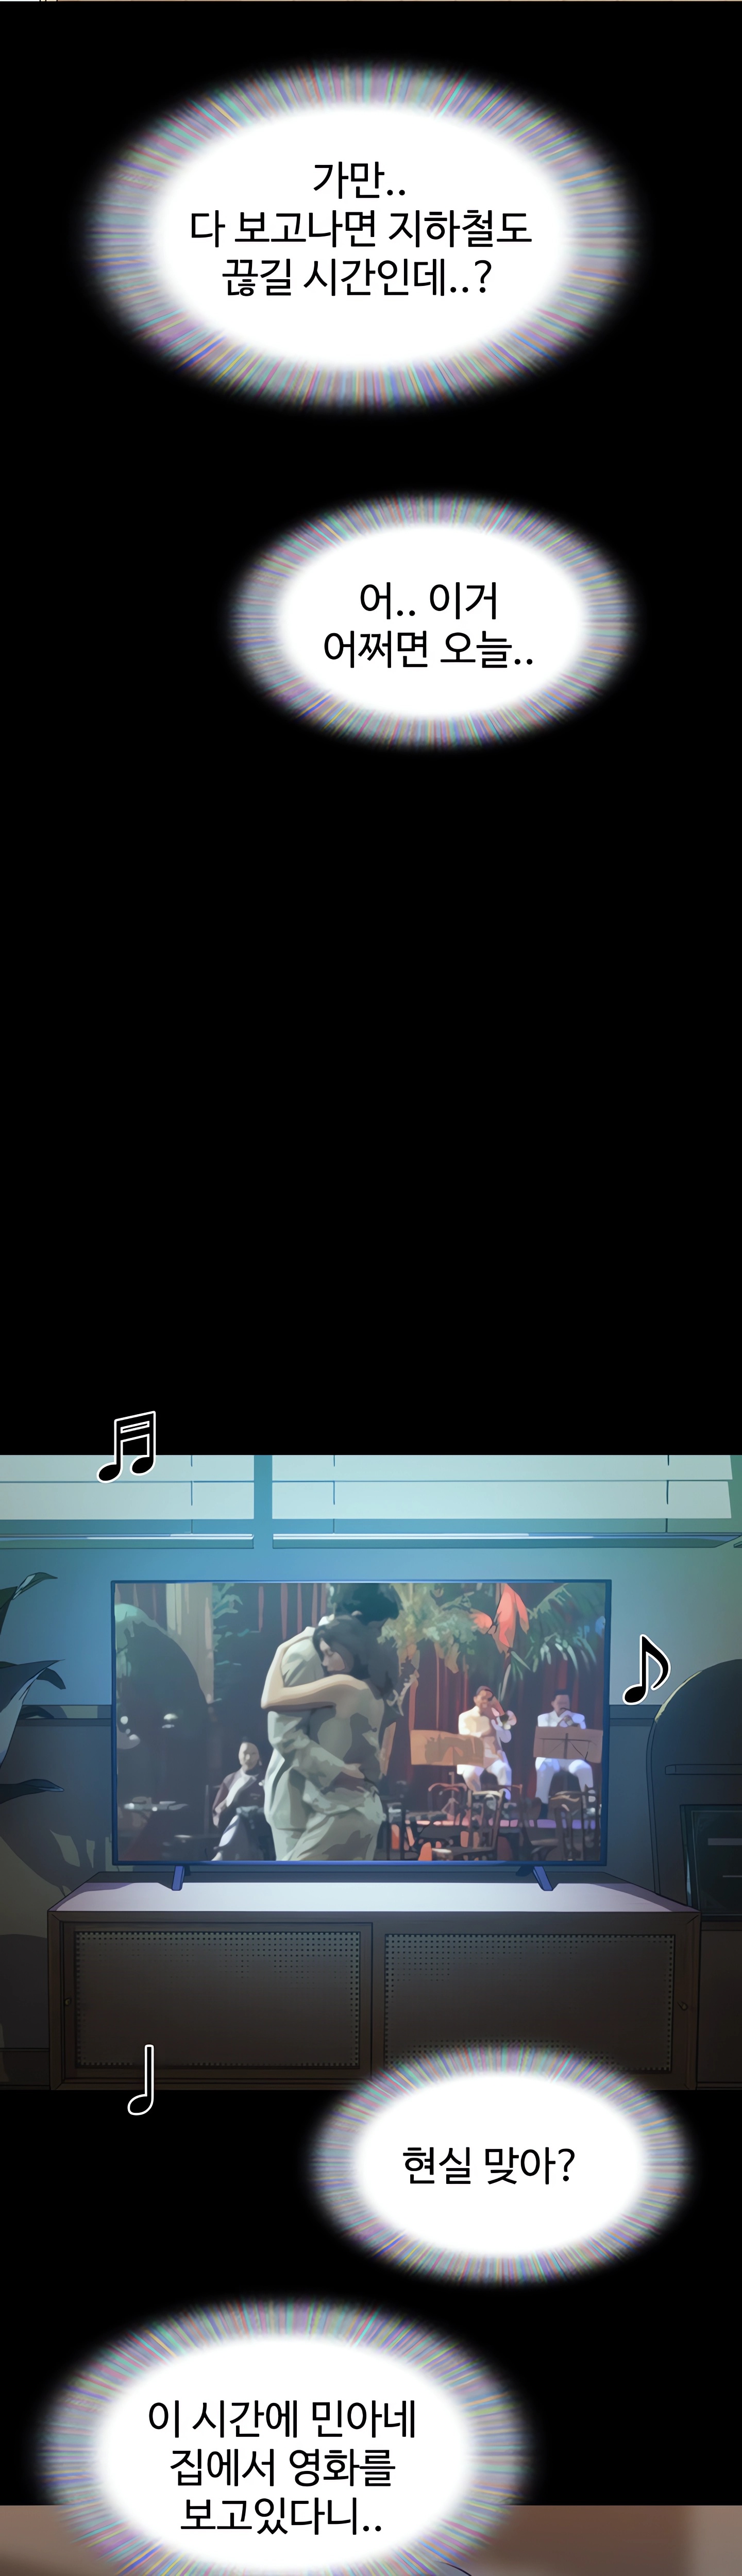 가만..
다 보고나면 지하철도
끊길 시간인데..?
어.. 이거
어쩌면 오늘..
현실 맞아?
이 시간에 민아네
집에서 영화를
보고있다니..